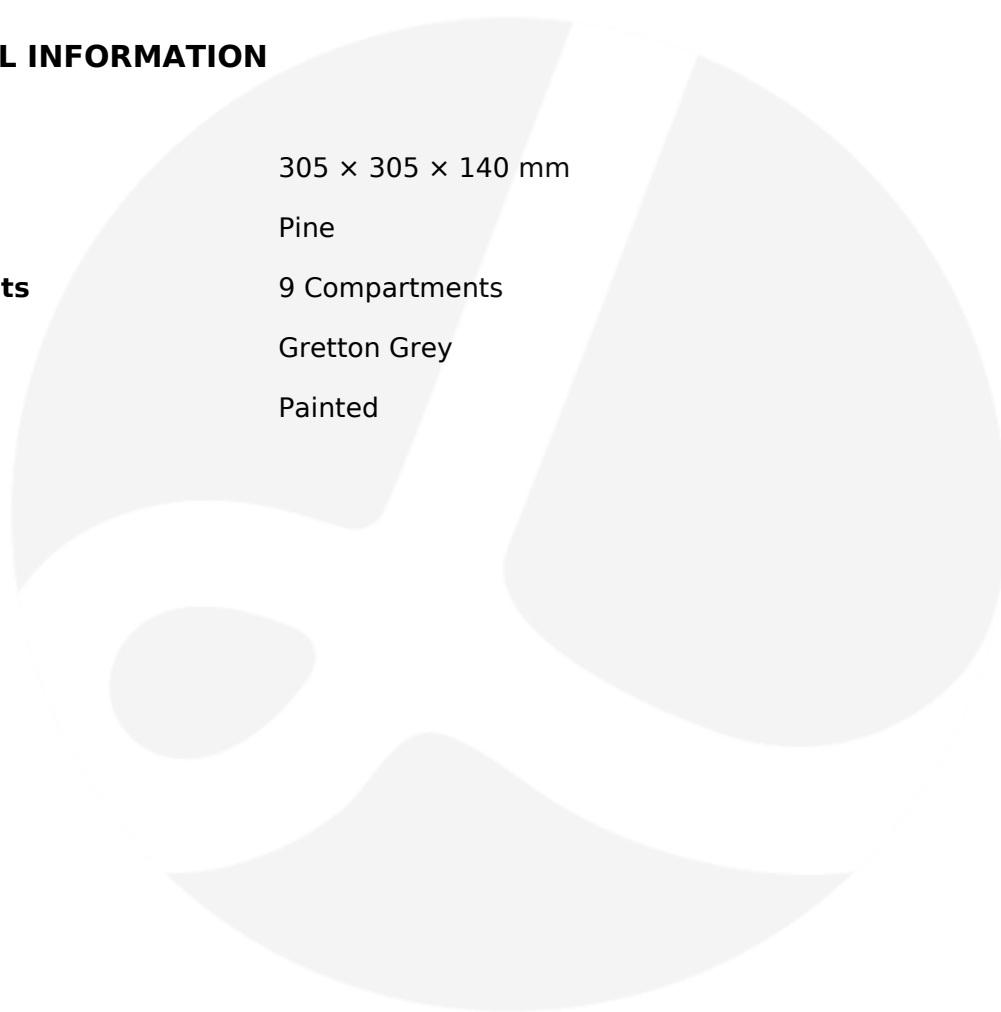 L INFORMATION
305 × 305 × 140 mm
Pine
ts 9 Compartments
Gretton Grey
Painted